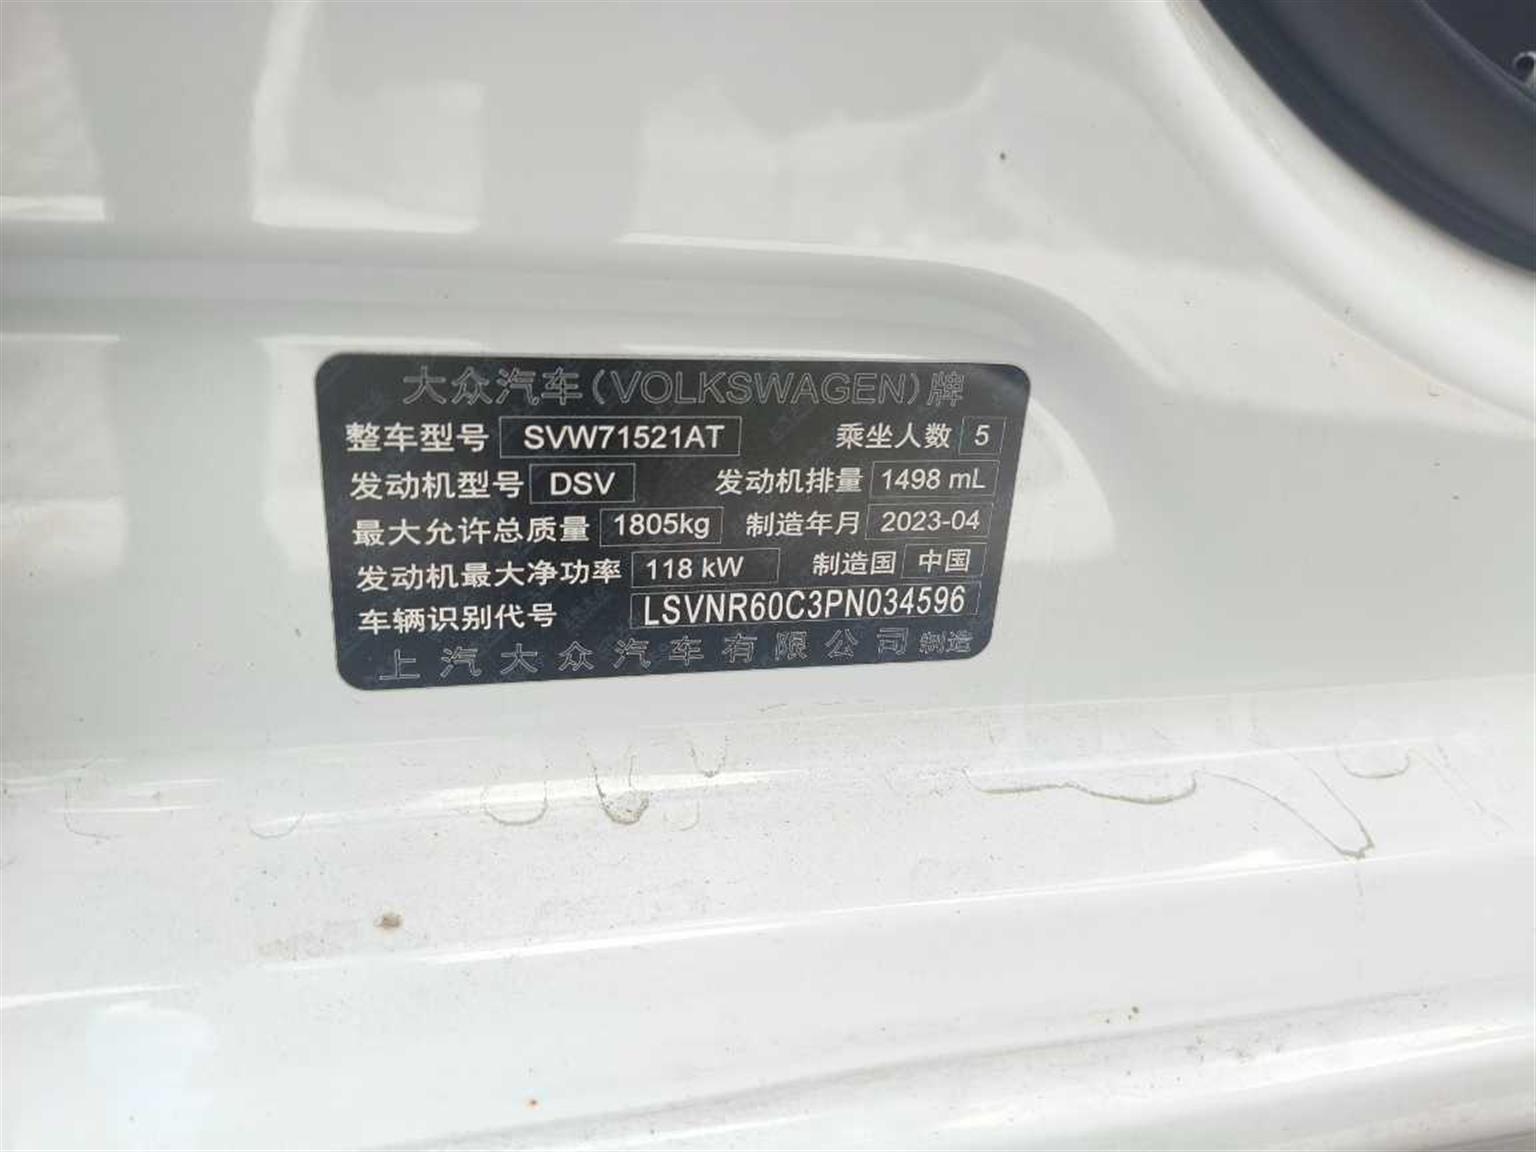 大众汽车(VOLKSWAGEN)牌
整车型号 SVW71521AT 乘坐人数 5
发动机型号 DSV 发动机排量 1498 mL
最大允许总质量 1805kg 制造年月 2023-04
发动机最大净功率 118 kW 制造国 中国
车辆识别代号 LSVNR60C3PN034596
上汽大众汽车有限公司制造